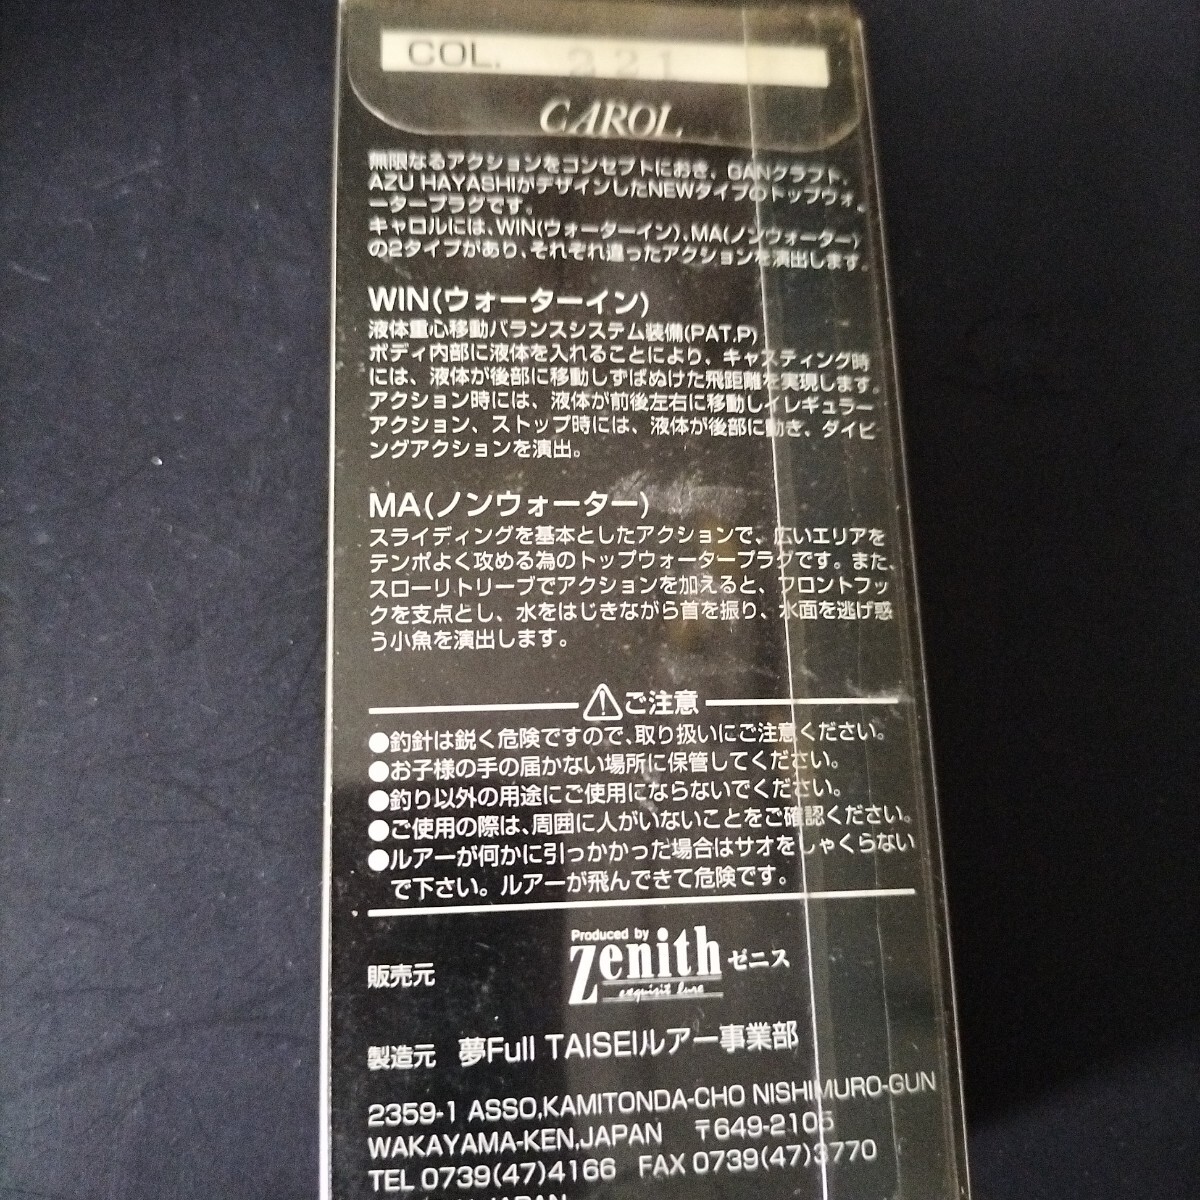 COL. 221
CAROL
無限なるアクションをコンセプトにおき、GANクラフト、
AZU HAYASHIがデザインしたNEWタイプのトップウォ
ータープラグです。
キャロルには、WIN(ウォーターイン)、MA(ノンウォーター)
の2タイプがあり、それぞれ違ったアクションを演出します。
WIN(ウォーターイン)
液体重心移動バランスシステム装備(PAT.P)
ボディ内部に液体を入れることにより、キャスティング時
には、液体が後部に移動しずばぬけた飛距離を実現します。
アクション時には、液体が前後左右に移動しイレギュラー
アクション、ストップ時には、液体が後部に動き、ダイビ
ングアクションを演出。
MA(ノンウォーター)
スライディングを基本としたアクションで、広いエリアを
テンポよく攻める為のトップウォータープラグです。また、
スローリトリーブでアクションを加えると、フロントフッ
クを支点とし、水をはじきながら首を振り、水面を逃げ惑
う小魚を演出します。
ご注意
●釣針は鋭く危険ですので、取り扱いにご注意ください。
●お子様の手の届かない場所に保管してください。
●釣り以外の用途にご使用にならないでください。
●ご使用の際は、周囲に人がいないことをご確認ください。
●ルアーが何かに引っかかった場合はサオをしゃくらない
で下さい。ルアーが飛んできて危険です。
Produced by
販売元 Zenith ゼニス
exquisit lure
製造元 夢Full TAISEIルアー事業部
2359-1 ASSO,KAMITONDA-CHO NISHIMURO-GUN
WAKAYAMA-KEN,JAPAN 〒649-2105
TEL 0739(47)4166 FAX 0739(47)3770
JAPAN